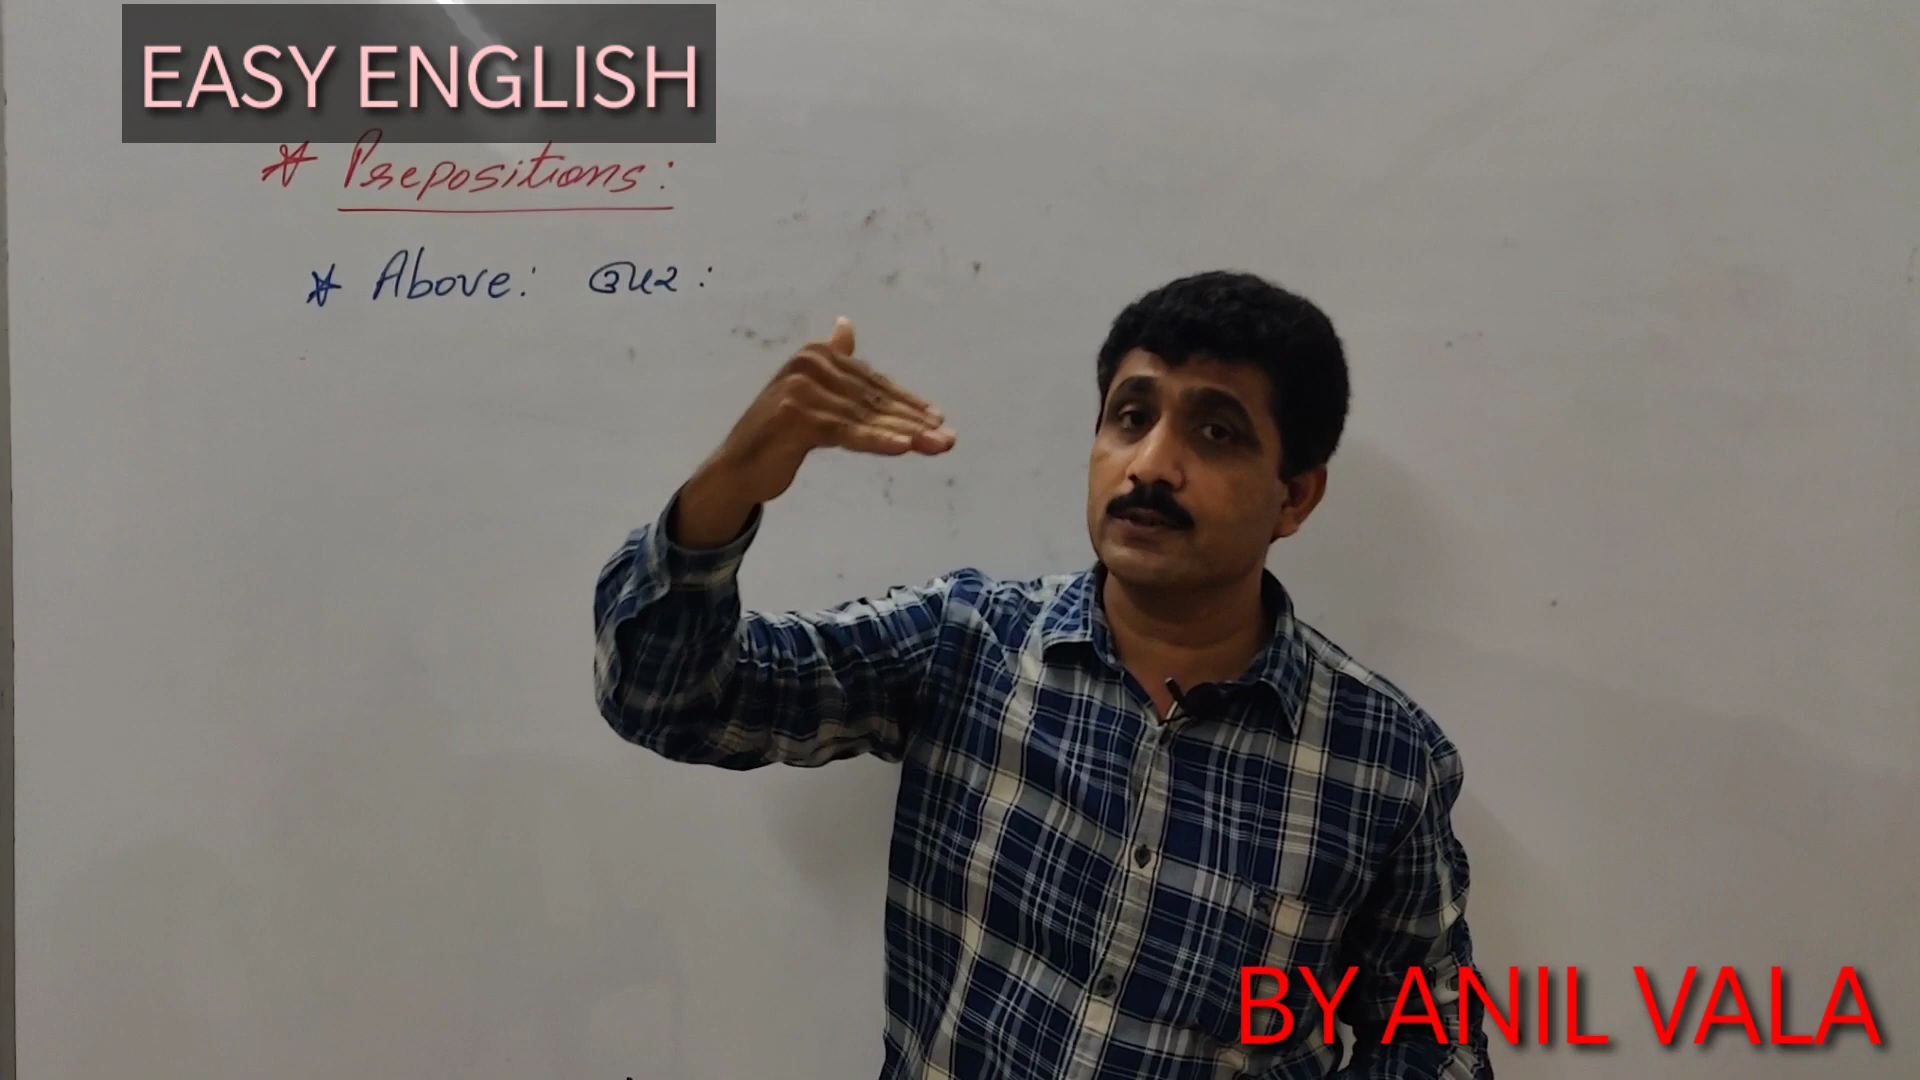 EASY ENGLISH
* Prepositions:
* Above: ઉપર :
BY ANIL VALA